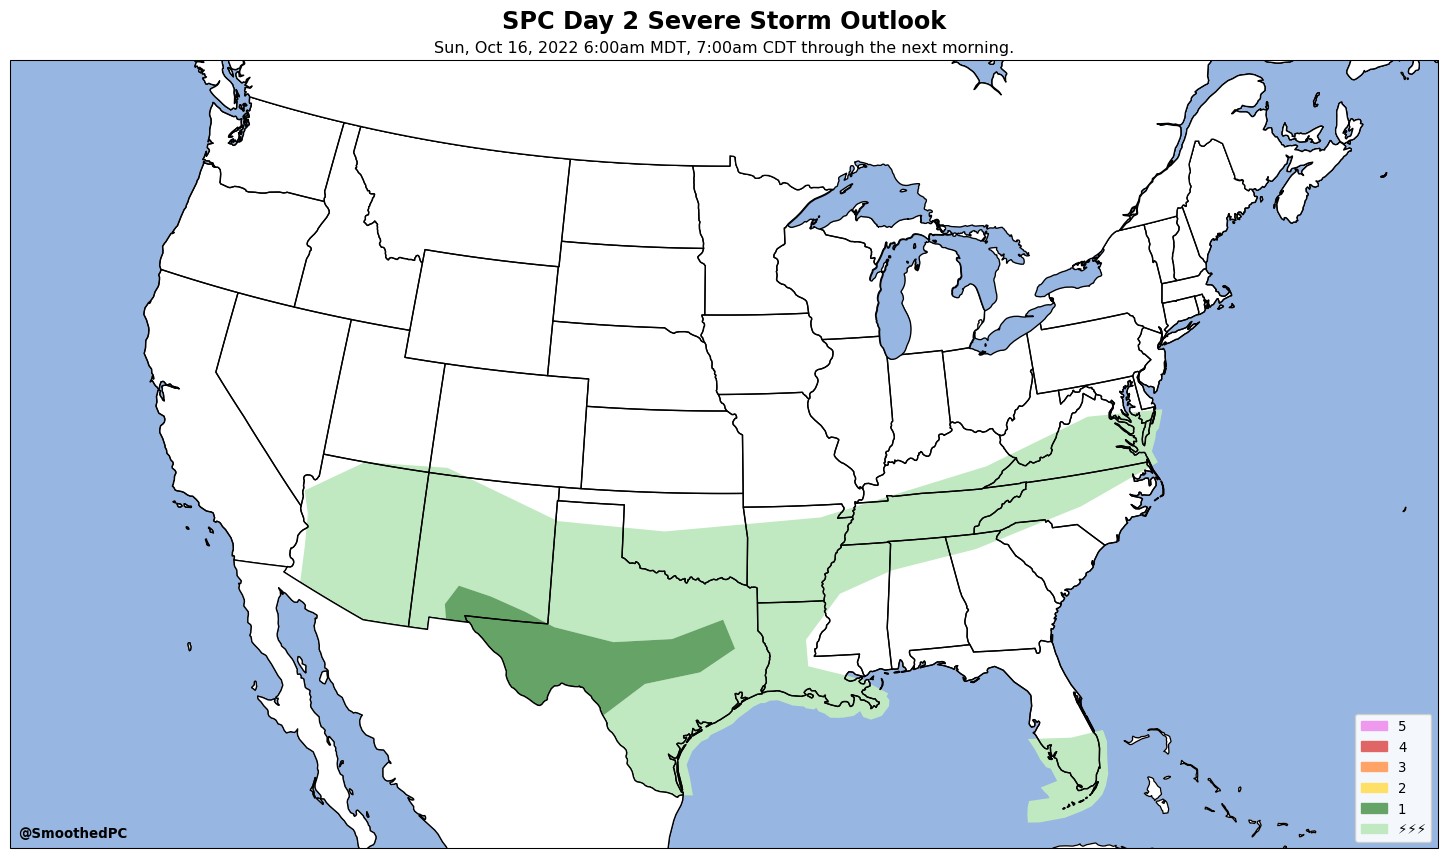 SPC Day 2 Severe Storm Outlook
Sun, Oct 16, 2022 6:00am MDT, 7:00am CDT through the next morning.
5
4
3
2
1
⚡⚡⚡
@SmoothedPC